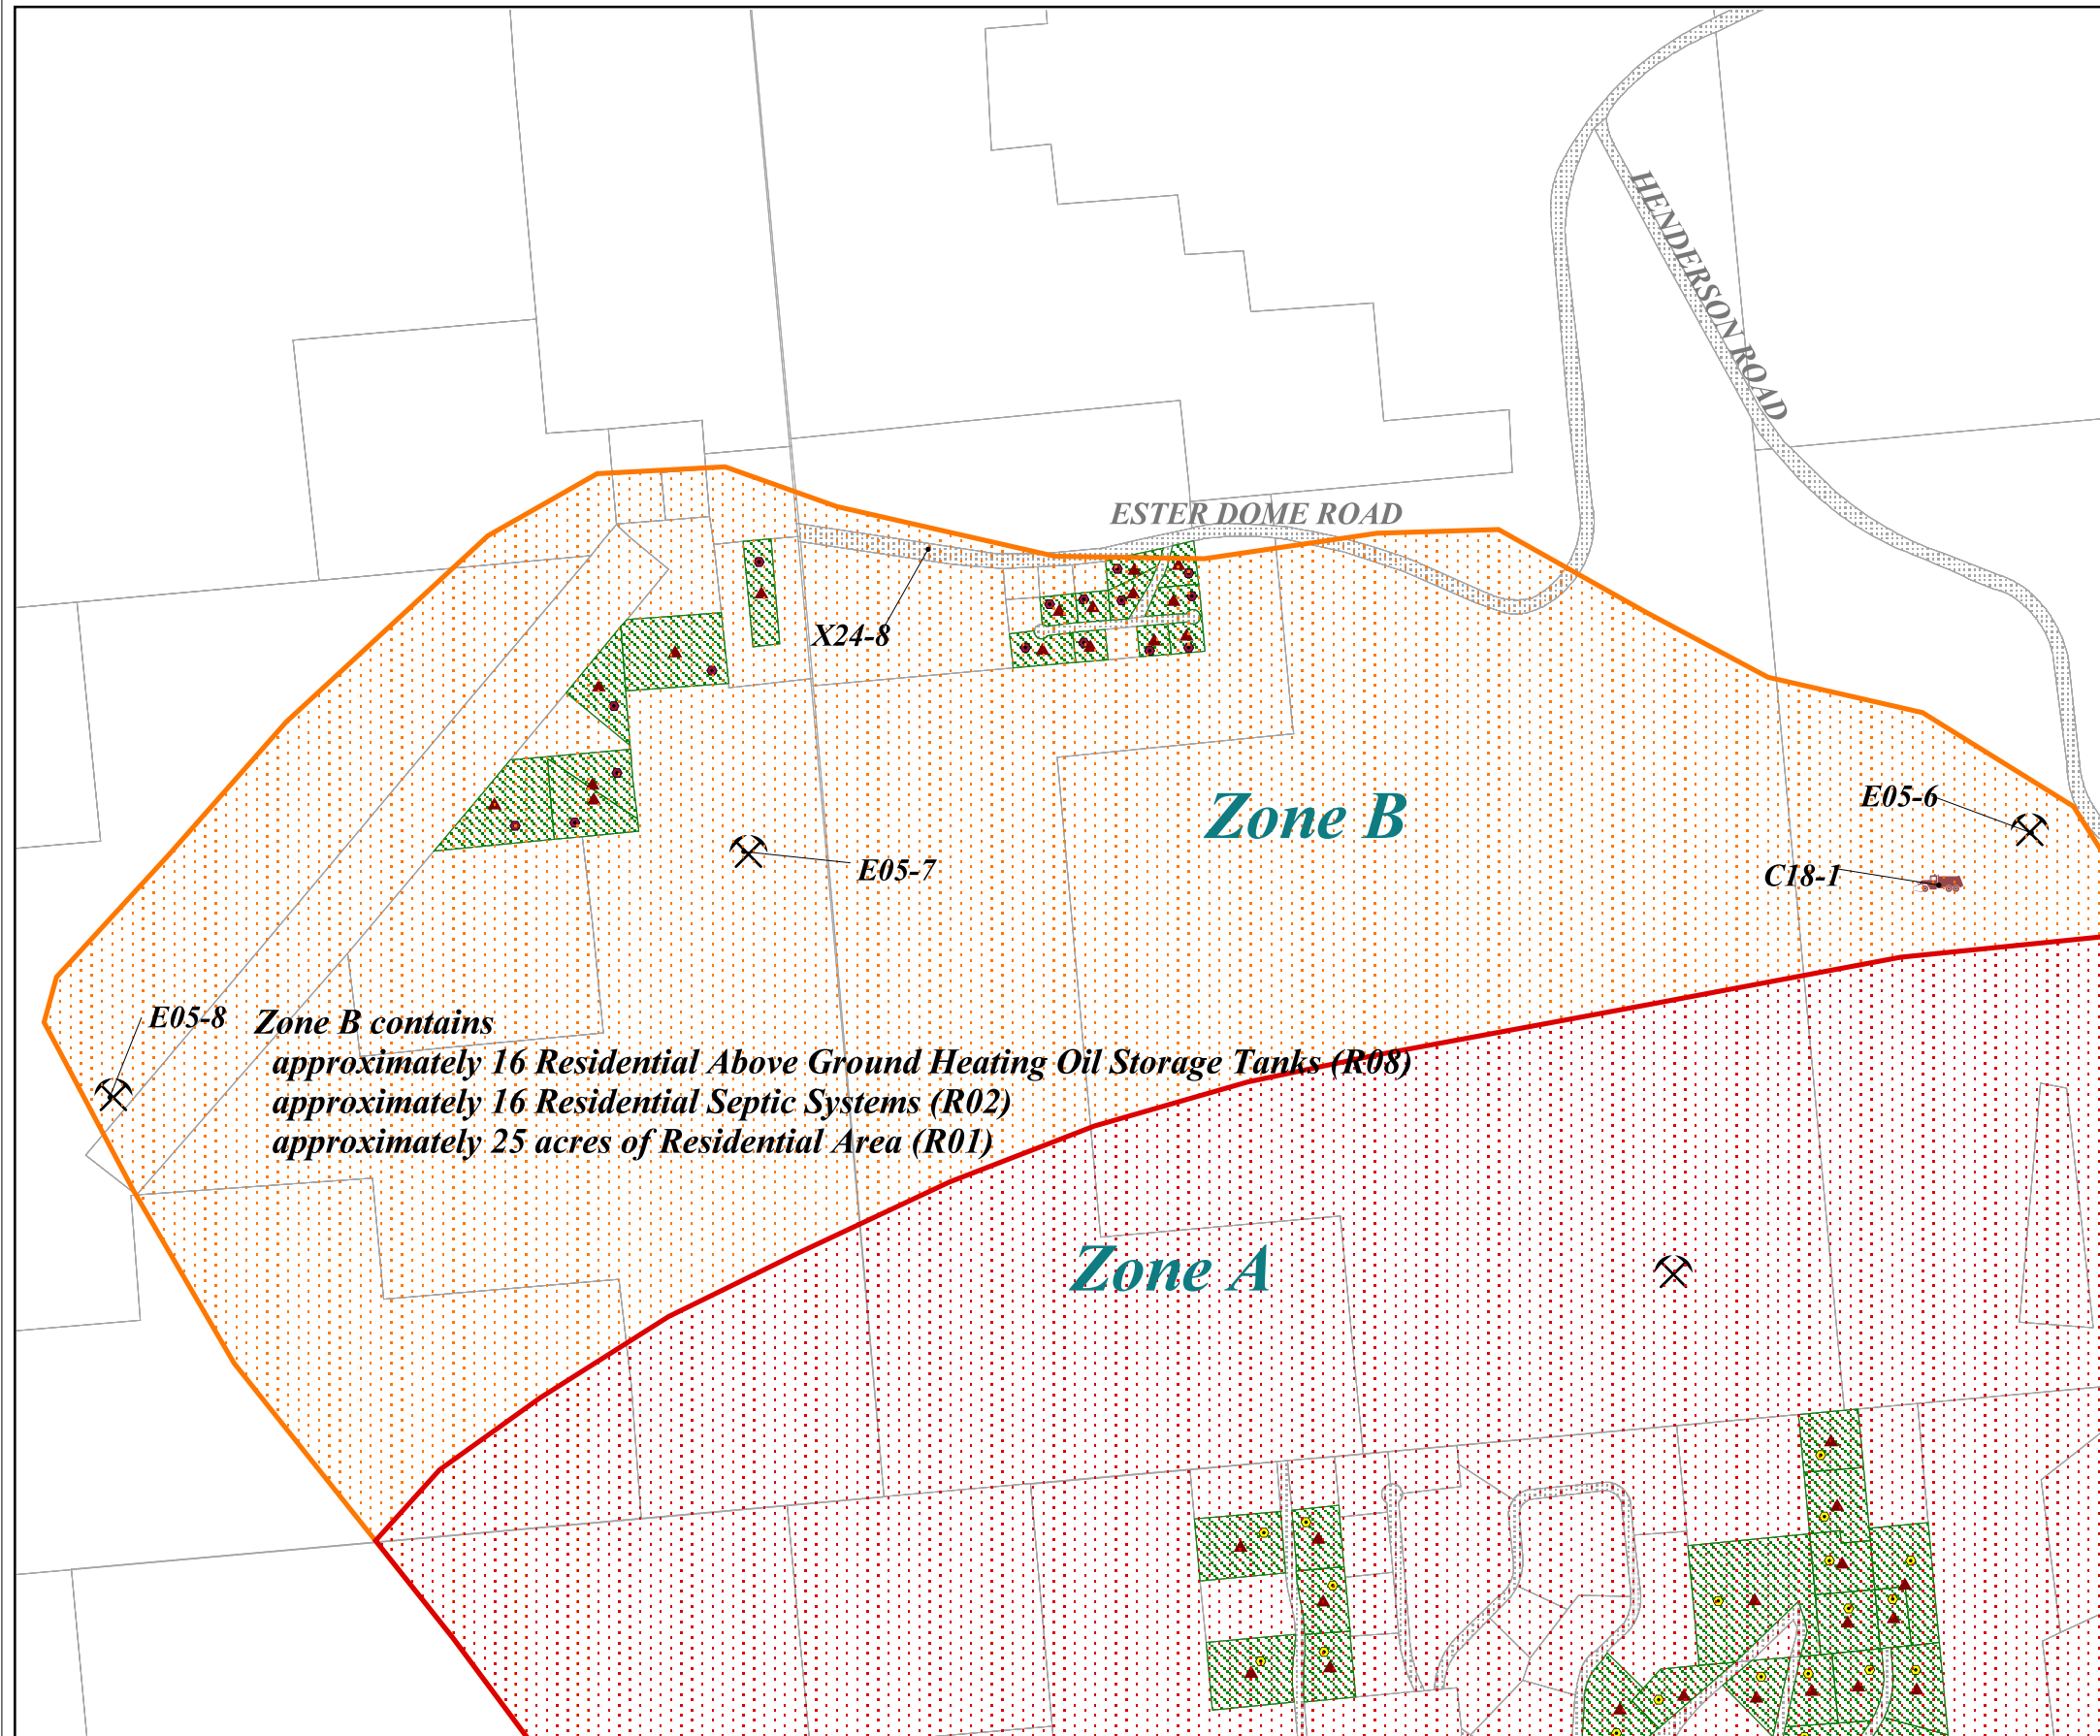 HENDERSON ROAD
ESTER DOME ROAD
X24-8
Zone B
E05-6
E05-7
C18-1
E05-8
Zone B contains
approximately 16 Residential Above Ground Heating Oil Storage Tanks (R08)
approximately 16 Residential Septic Systems (R02)
approximately 25 acres of Residential Area (R01)
Zone A